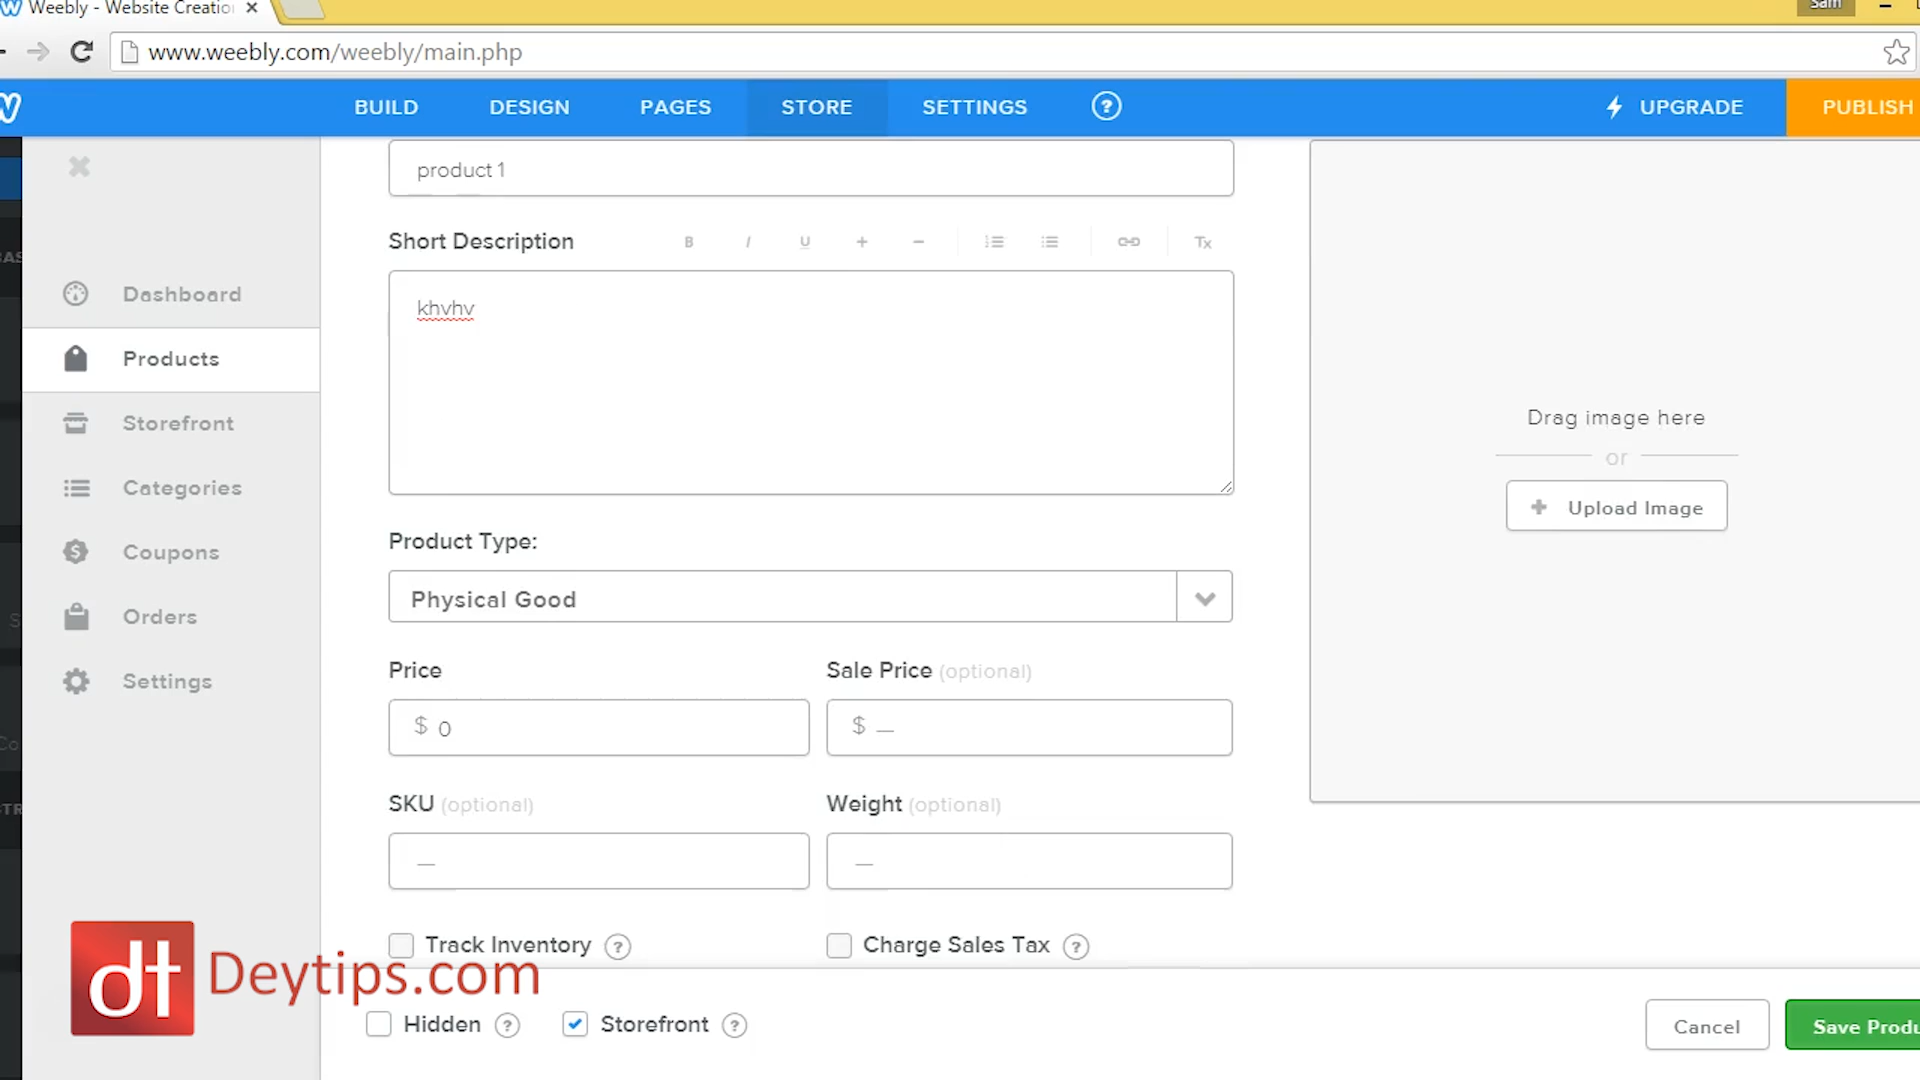 Weebly - Website Creatio
Sam
www.weebly.com/weebly/main.php
BUILD
DESIGN
PAGES
STORE
SETTINGS
?
UPGRADE
PUBLISH
product 1
Short Description
B
I
U
+
−
Tx
khvhv
Dashboard
Products
Storefront
Categories
Coupons
Orders
Settings
Product Type:
Physical Good
Price
Sale Price (optional)
$ 0
$ —
SKU (optional)
Weight (optional)
—
—
Track Inventory ?
Charge Sales Tax ?
Drag image here
or
+ Upload Image
dt Deytips.com
Hidden ?
Storefront ?
Cancel
Save Produ